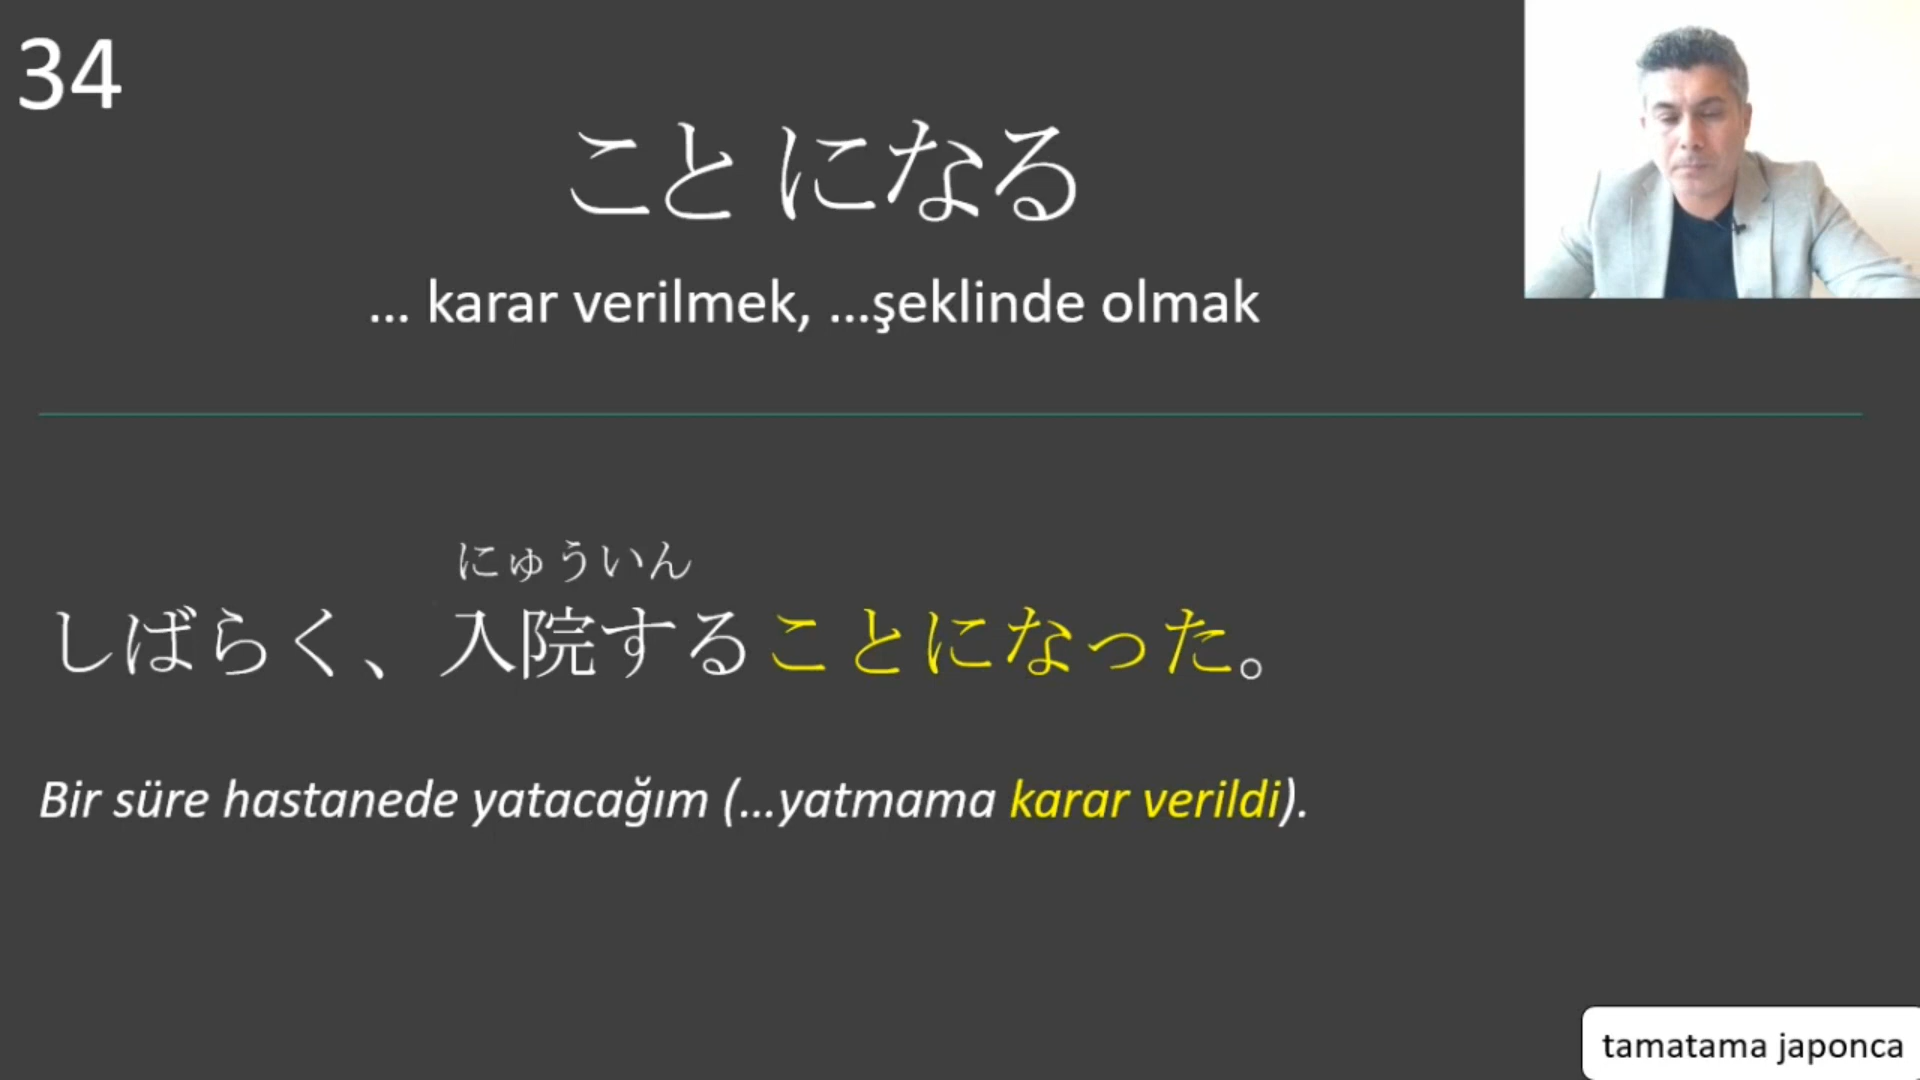 34
ことになる
... karar verilmek, ...şeklinde olmak
にゅういん
しばらく、入院することになった。
Bir süre hastanede yatacağım (...yatmama karar verildi).
tamatama japonca